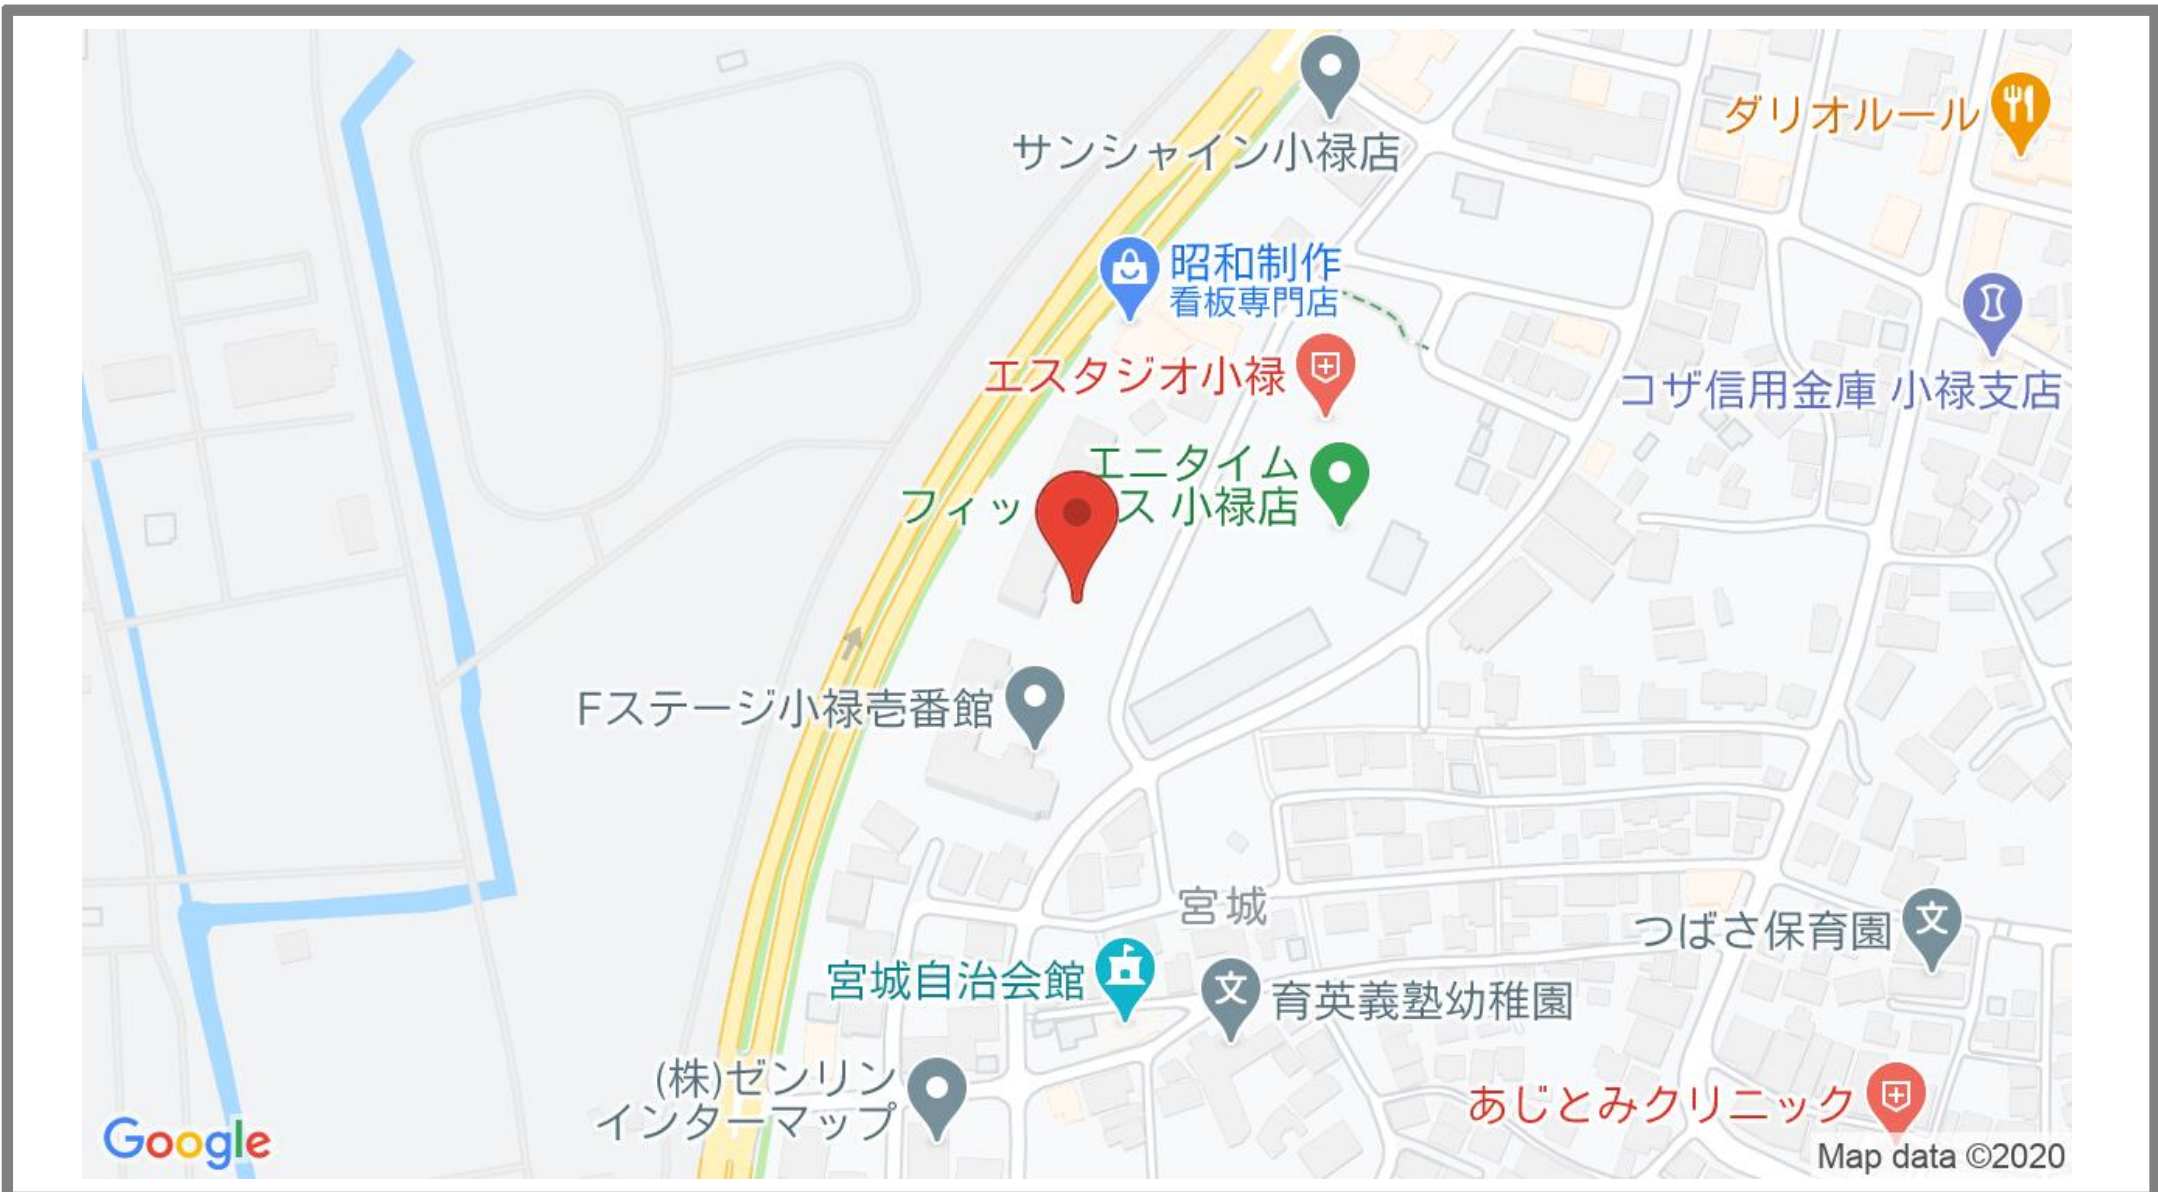 サンシャイン小禄店
ダリオルール
昭和制作
看板専門店
エスタジオ小禄
コザ信用金庫 小禄支店
エニタイム
フィッ ス 小禄店
Fステージ小禄壱番館
宮城
つばさ保育園
文
宮城自治会館
文
育英義塾幼稚園
(株)ゼンリン
インターマップ
あじとみクリニック
Google
Map data ©2020